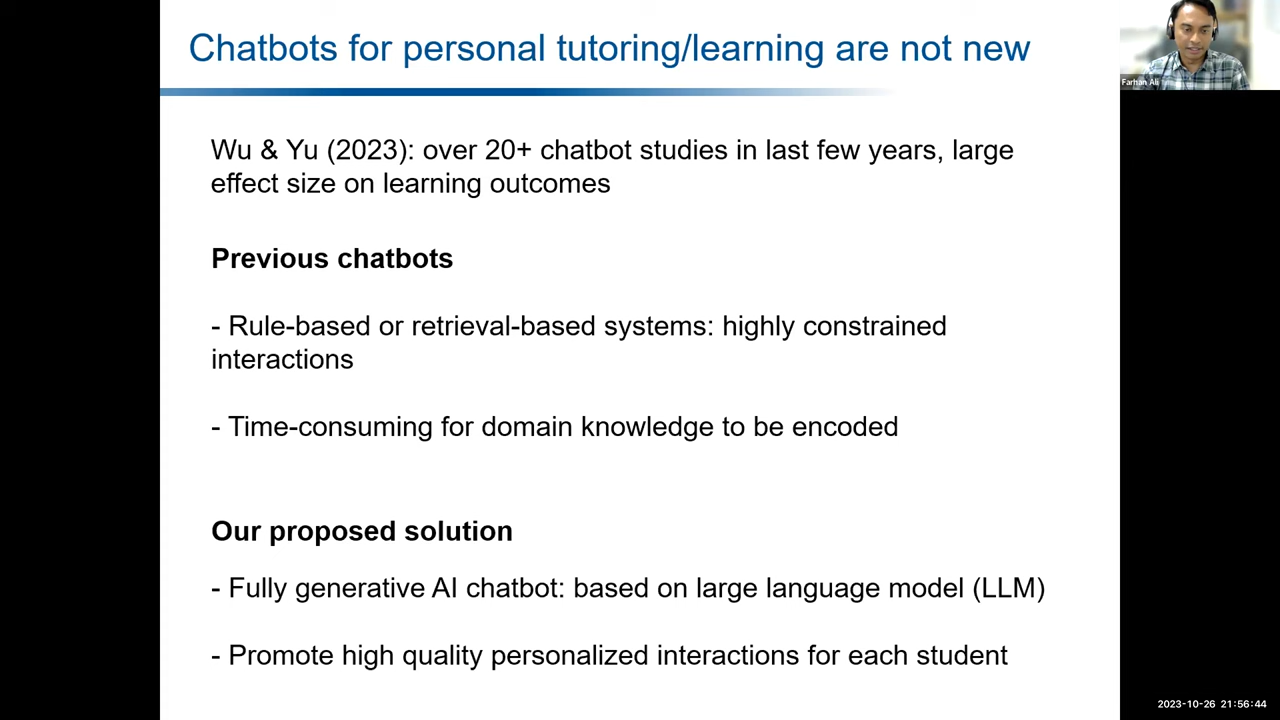 Chatbots for personal tutoring/learning are not new
Farhan Ali
Wu & Yu (2023): over 20+ chatbot studies in last few years, large
effect size on learning outcomes
Previous chatbots
- Rule-based or retrieval-based systems: highly constrained
interactions
- Time-consuming for domain knowledge to be encoded
Our proposed solution
- Fully generative AI chatbot: based on large language model (LLM)
- Promote high quality personalized interactions for each student
2023-10-26 21:56:44